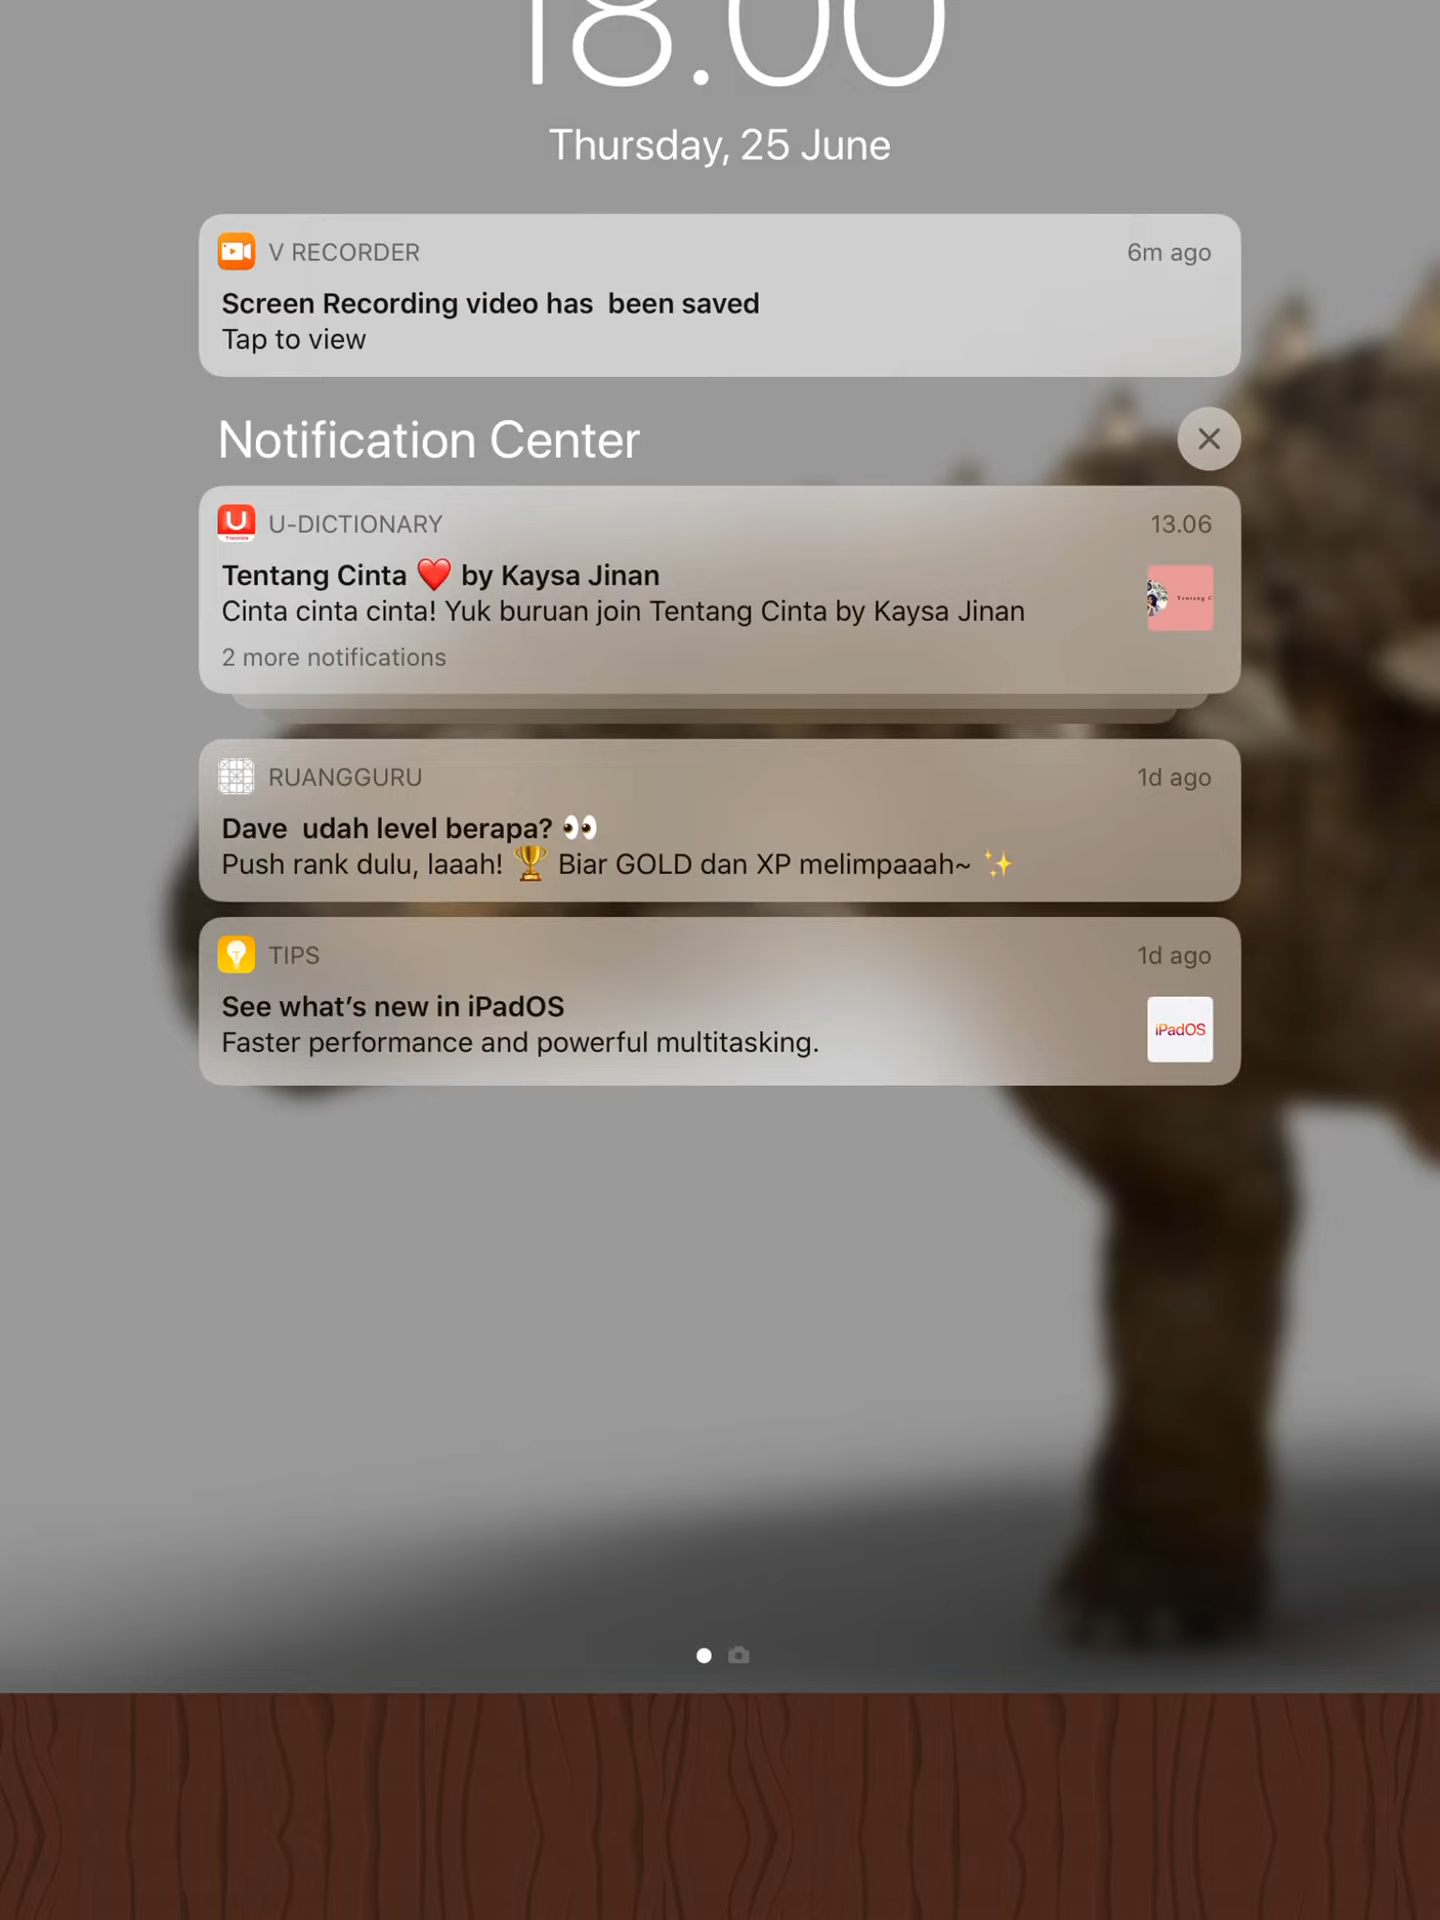 18.00
Thursday, 25 June
V RECORDER
6m ago
Screen Recording video has  been saved
Tap to view
Notification Center
U-DICTIONARY
13.06
Tentang Cinta ❤️ by Kaysa Jinan
Cinta cinta cinta! Yuk buruan join Tentang Cinta by Kaysa Jinan
2 more notifications
RUANGGURU
1d ago
Dave  udah level berapa? 👀
Push rank dulu, laaah! 🏆 Biar GOLD dan XP melimpaaah~ ✨
TIPS
1d ago
See what’s new in iPadOS
Faster performance and powerful multitasking.
iPadOS